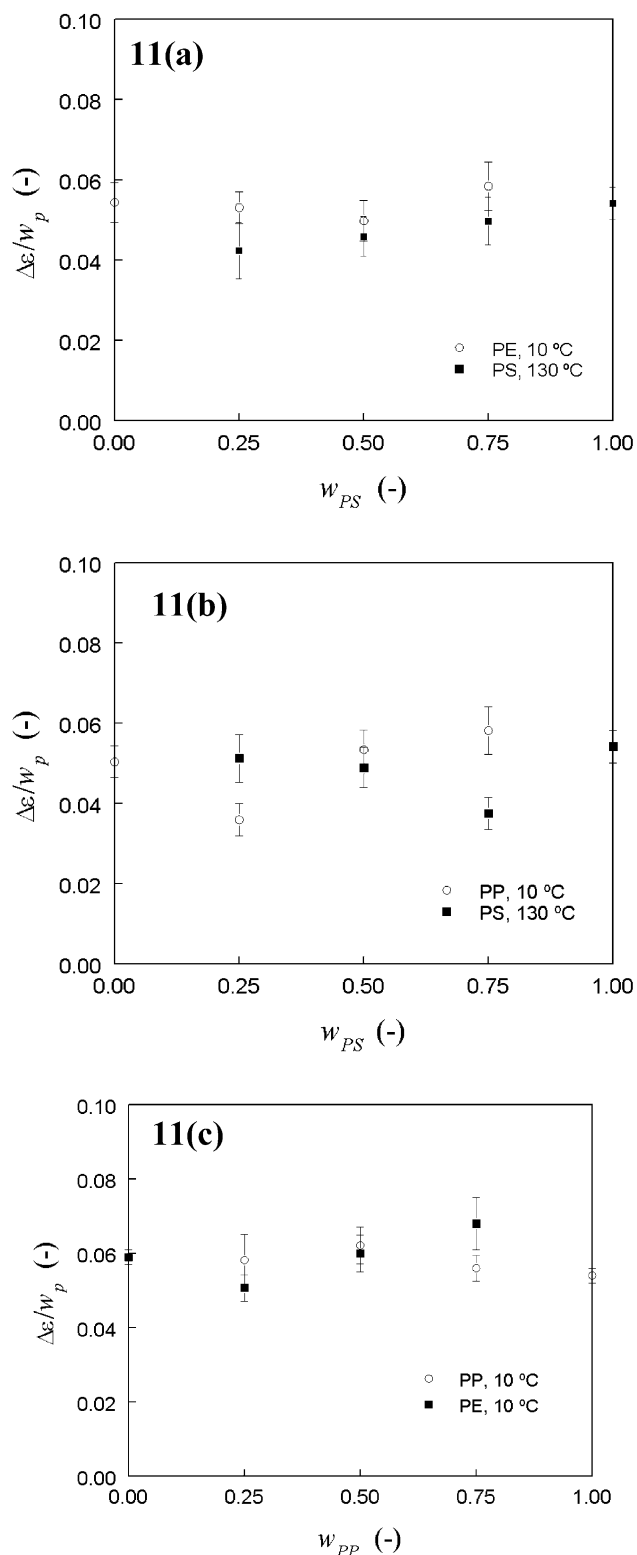 11(a)
0.10
0.08
0.06
0.04
0.02
0.00
Δε/w_p (-)
PE, 10 ºC
PS, 130 ºC
0.00 0.25 0.50 0.75 1.00
w_PS (-)
11(b)
0.10
0.08
0.06
0.04
0.02
0.00
Δε/w_p (-)
PP, 10 ºC
PS, 130 ºC
0.00 0.25 0.50 0.75 1.00
w_PS (-)
11(c)
0.10
0.08
0.06
0.04
0.02
0.00
Δε/w_p (-)
PP, 10 ºC
PE, 10 ºC
0.00 0.25 0.50 0.75 1.00
w_PP (-)